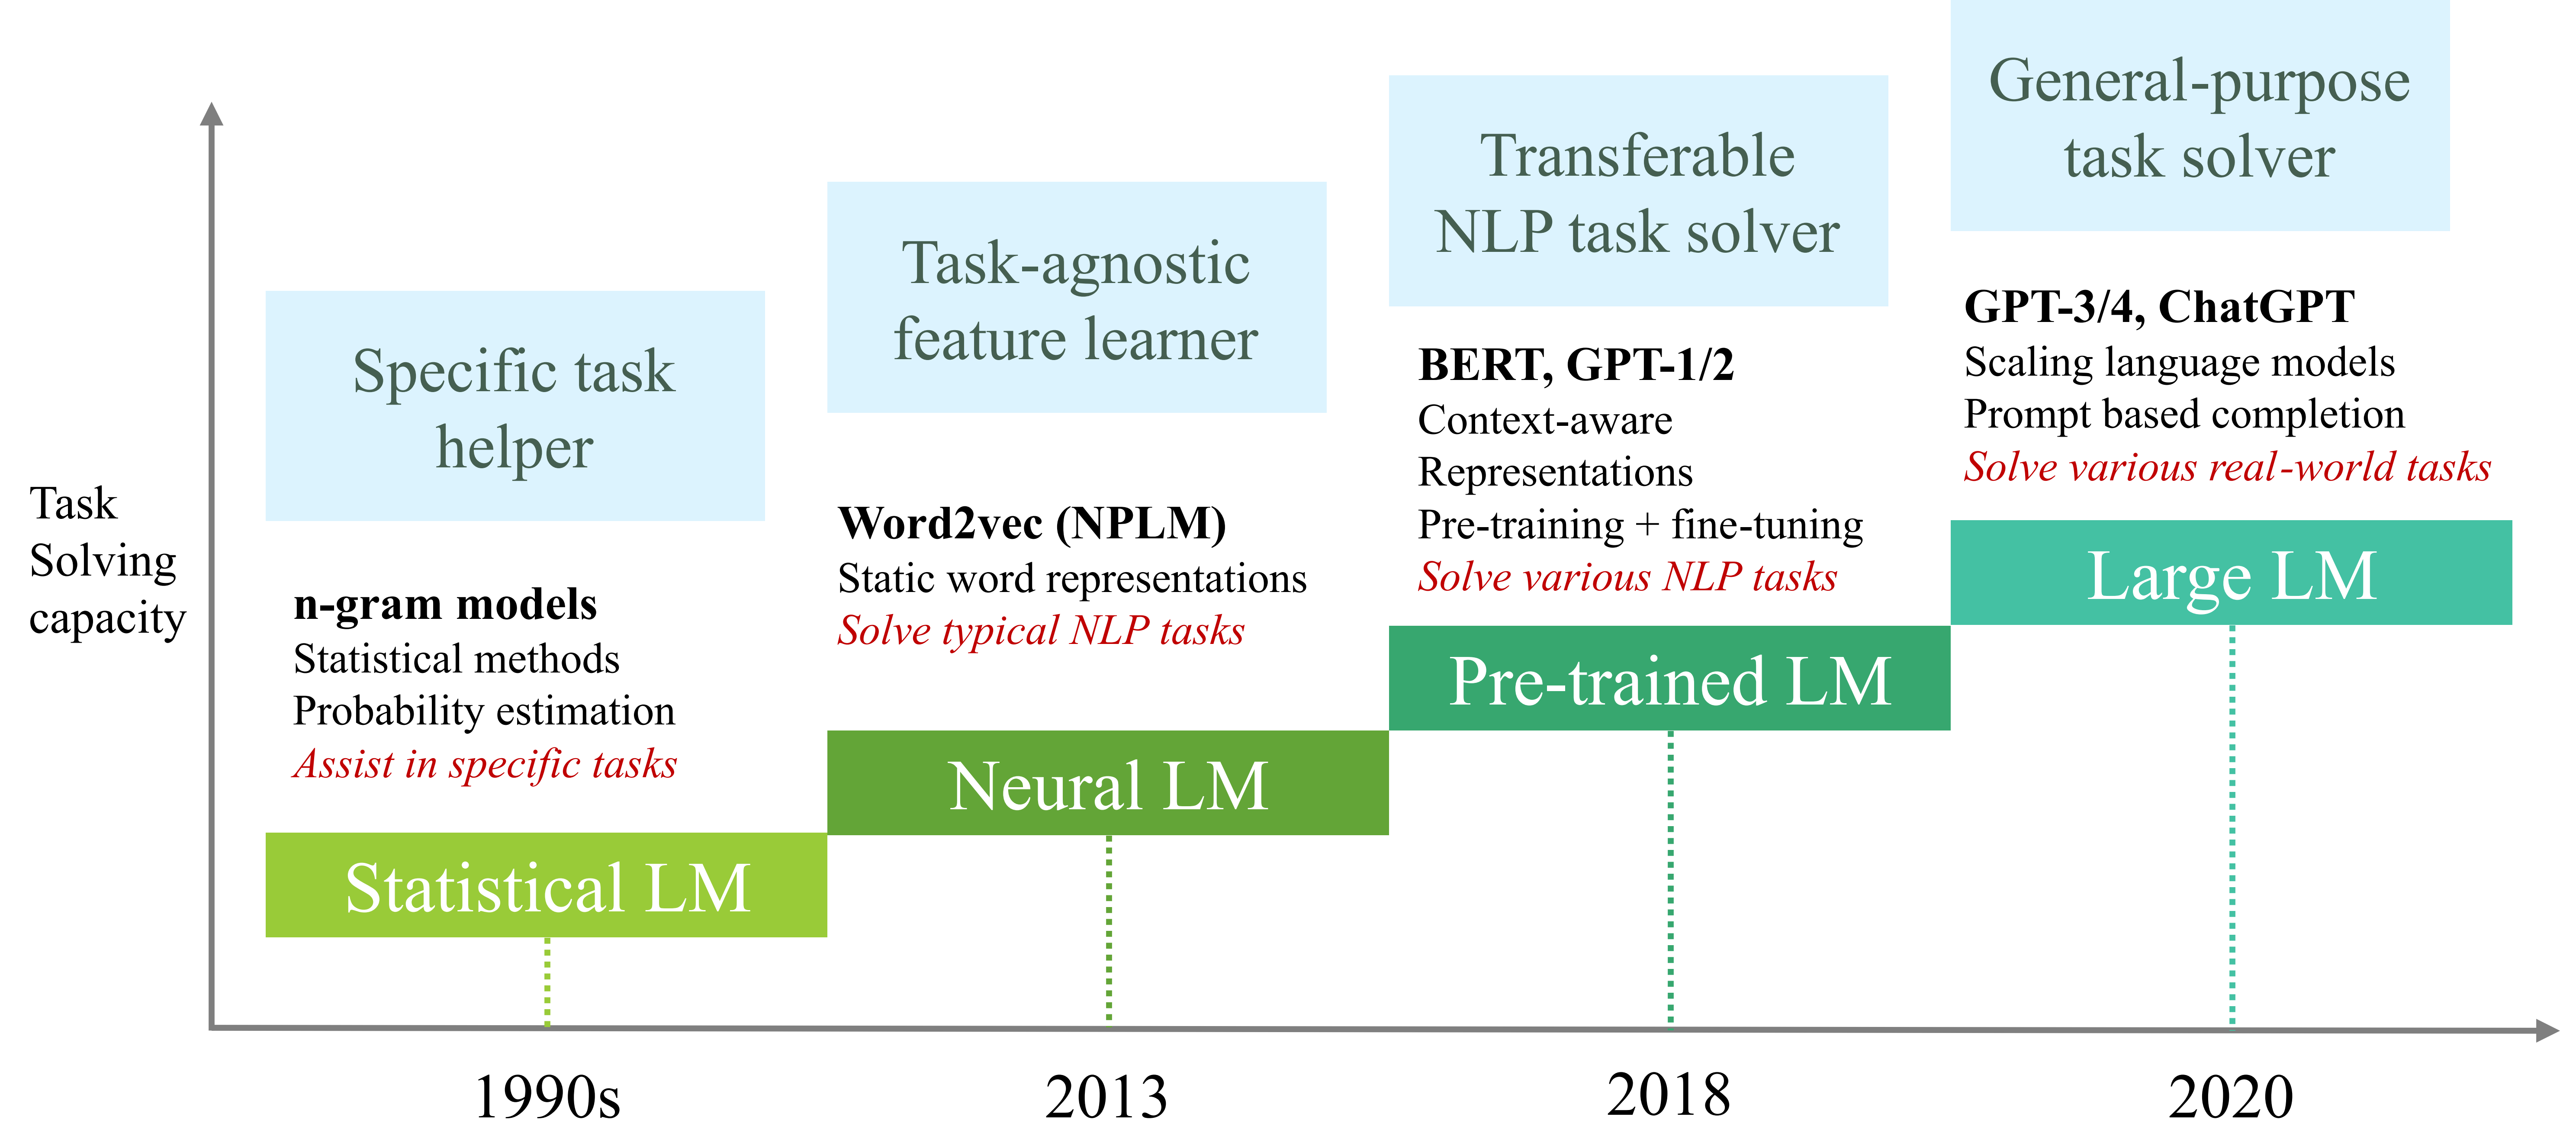 Task
Solving
capacity
Specific task
helper
n-gram models
Statistical methods
Probability estimation
Assist in specific tasks
Statistical LM
1990s
Task-agnostic
feature learner
Word2vec (NPLM)
Static word representations
Solve typical NLP tasks
Neural LM
2013
Transferable
NLP task solver
BERT, GPT-1/2
Context-aware
Representations
Pre-training + fine-tuning
Solve various NLP tasks
Pre-trained LM
2018
General-purpose
task solver
GPT-3/4, ChatGPT
Scaling language models
Prompt based completion
Solve various real-world tasks
Large LM
2020